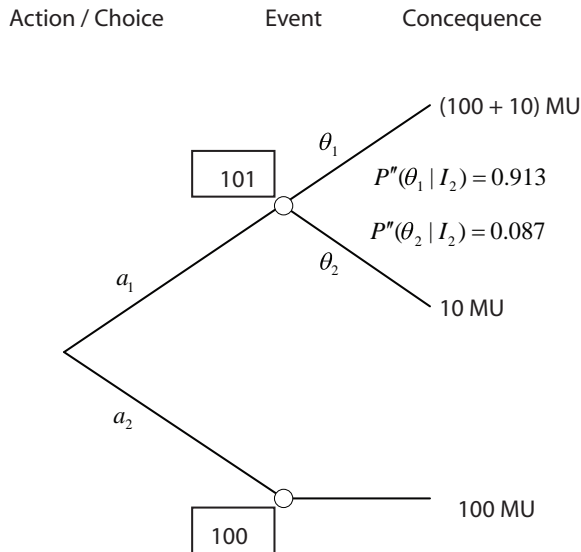 Action / Choice Event Concequence
(100 + 10) MU
θ₁
101
P″(θ₁ | I₂) = 0.913
P″(θ₂ | I₂) = 0.087
θ₂
a₁
10 MU
a₂
100 MU
100